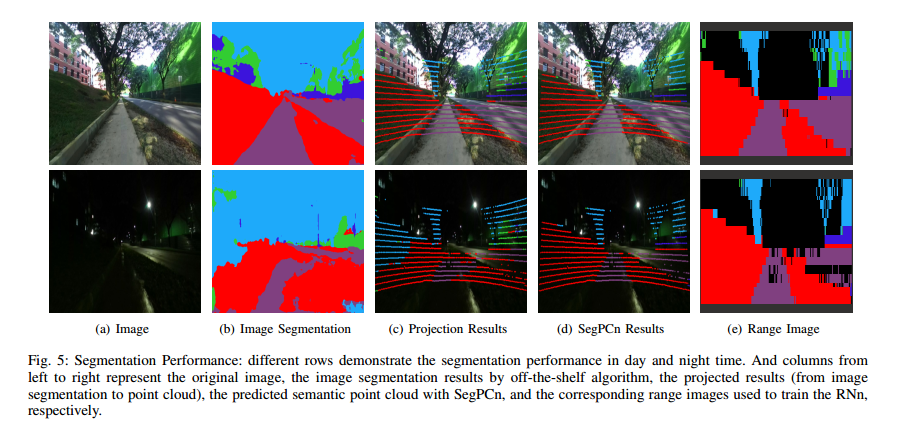 (a) Image
(b) Image Segmentation
(c) Projection Results
(d) SegPCn Results
(e) Range Image
Fig. 5: Segmentation Performance: different rows demonstrate the segmentation performance in day and night time. And columns from
left to right represent the original image, the image segmentation results by off-the-shelf algorithm, the projected results (from image
segmentation to point cloud), the predicted semantic point cloud with SegPCn, and the corresponding range images used to train the RNn,
respectively.